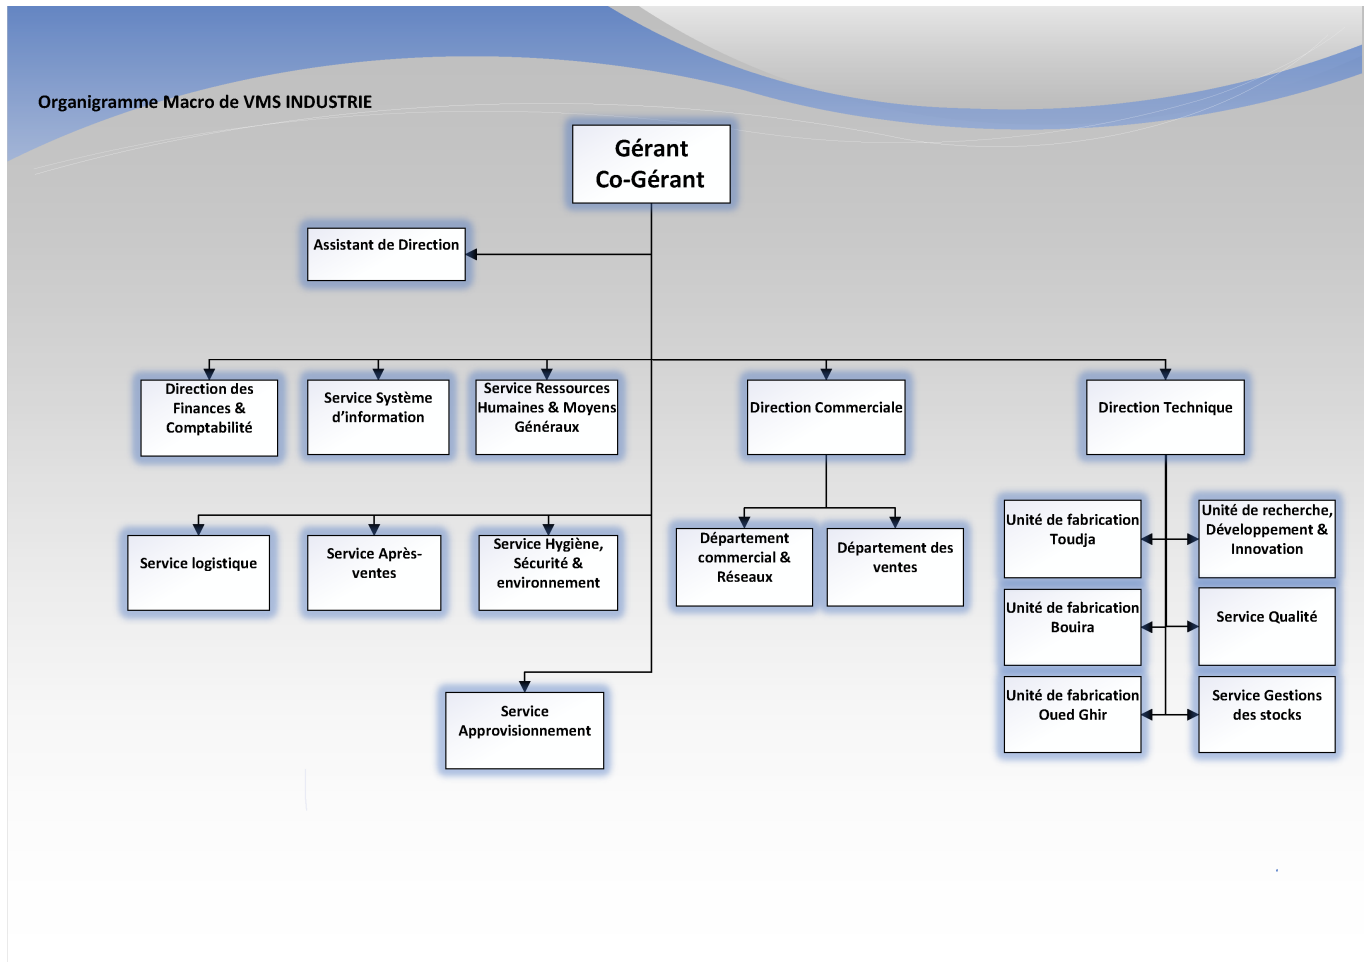 Organigramme Macro de VMS INDUSTRIE
Gérant
Co-Gérant
Assistant de Direction
Direction des
Finances &
Comptabilité
Service Système
d’information
Service Ressources
Humaines & Moyens
Généraux
Direction Commerciale
Direction Technique
Service logistique
Service Après-
ventes
Service Hygiène,
Sécurité &
environnement
Département
commercial &
Réseaux
Département des
ventes
Unité de fabrication
Toudja
Unité de recherche,
Développement &
Innovation
Unité de fabrication
Bouira
Service Qualité
Unité de fabrication
Oued Ghir
Service Gestions
des stocks
Service
Approvisionnement